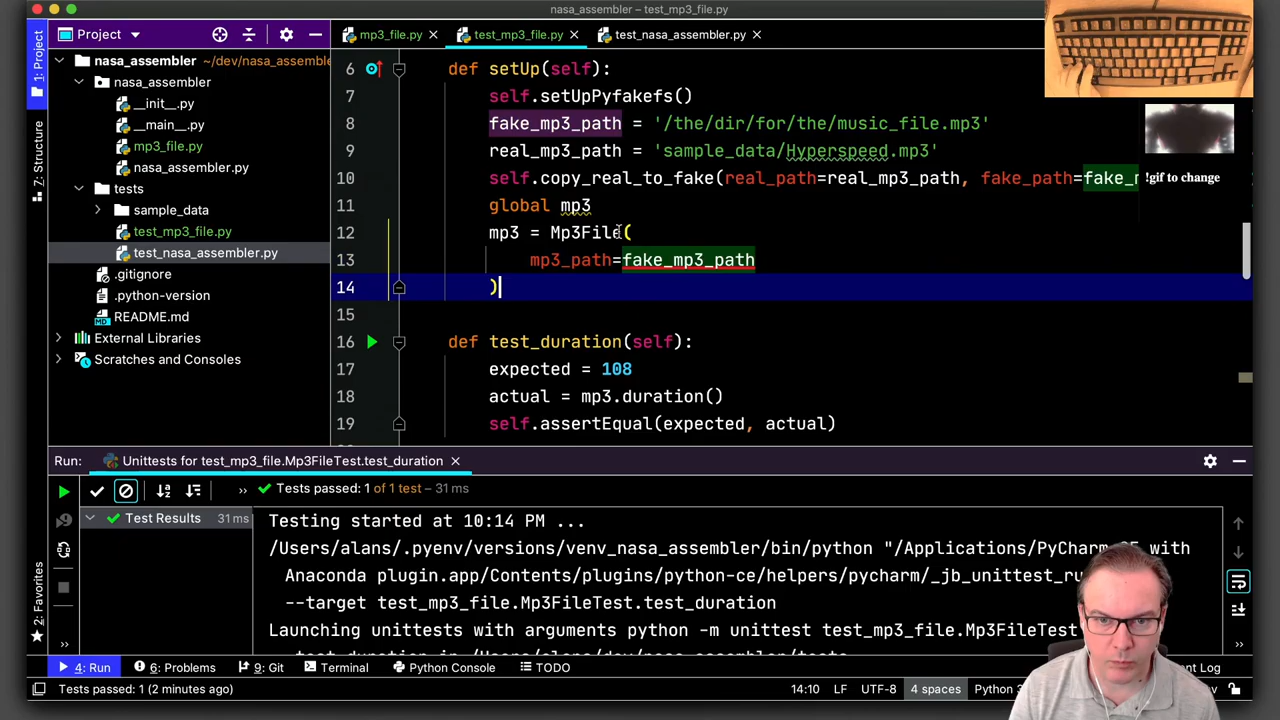 nasa_assembler – test_mp3_file.py
Project
mp3_file.py
test_mp3_file.py
test_nasa_assembler.py
1: Project
7: Structure
2: Favorites
nasa_assembler ~/dev/nasa_assemble
nasa_assembler
__init__.py
__main__.py
mp3_file.py
nasa_assembler.py
tests
sample_data
test_mp3_file.py
test_nasa_assembler.py
.gitignore
.python-version
README.md
External Libraries
Scratches and Consoles
6 def setUp(self):
7 self.setUpPyfakefs()
8 fake_mp3_path = '/the/dir/for/the/music_file.mp3'
9 real_mp3_path = 'sample_data/Hyperspeed.mp3'
10 self.copy_real_to_fake(real_path=real_mp3_path, fake_path=fake_m
11 global mp3
12 mp3 = Mp3File(
13 mp3_path=fake_mp3_path
14 )
15
16 def test_duration(self):
17 expected = 108
18 actual = mp3.duration()
19 self.assertEqual(expected, actual)
!gif to change
Run: Unittests for test_mp3_file.Mp3FileTest.test_duration
Tests passed: 1 of 1 test – 31 ms
Test Results 31 ms
Testing started at 10:14 PM ...
/Users/alans/.pyenv/versions/venv_nasa_assembler/bin/python "/Applications/PyCharm CE with
Anaconda plugin.app/Contents/plugins/python-ce/helpers/pycharm/_jb_unittest_ru
--target test_mp3_file.Mp3FileTest.test_duration
Launching unittests with arguments python -m unittest test_mp3_file.Mp3FileTest
4: Run
6: Problems
9: Git
Terminal
Python Console
TODO
nt Log
Tests passed: 1 (2 minutes ago)
14:10 LF UTF-8 4 spaces Python 3